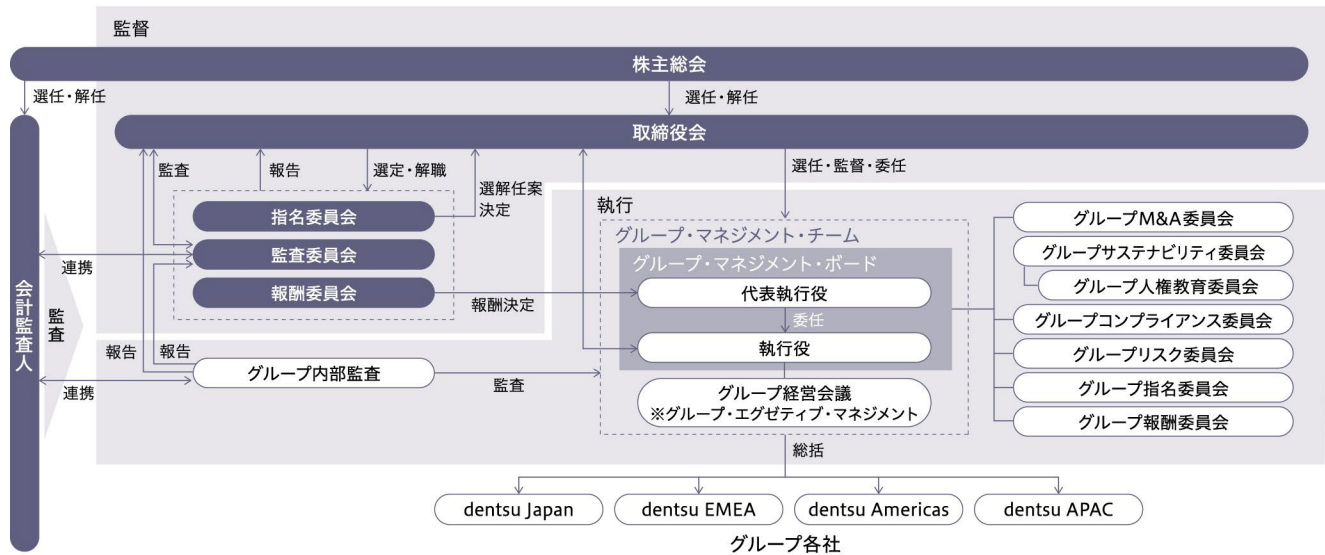 監督
株主総会
選任・解任
選任・解任
取締役会
監査
報告
選定・解職
選解任案
決定
選任・監督・委任
指名委員会
監査委員会
報酬委員会
連携
会計監査人
監査
報酬決定
執行
グループ・マネジメント・チーム
グループ・マネジメント・ボード
代表執行役
委任
執行役
グループ経営会議
※グループ・エグゼティブ・マネジメント
グループM&A委員会
グループサステナビリティ委員会
グループ人権教育委員会
グループコンプライアンス委員会
グループリスク委員会
グループ指名委員会
グループ報酬委員会
報告
報告
グループ内部監査
監査
連携
総括
dentsu Japan
dentsu EMEA
dentsu Americas
dentsu APAC
グループ各社